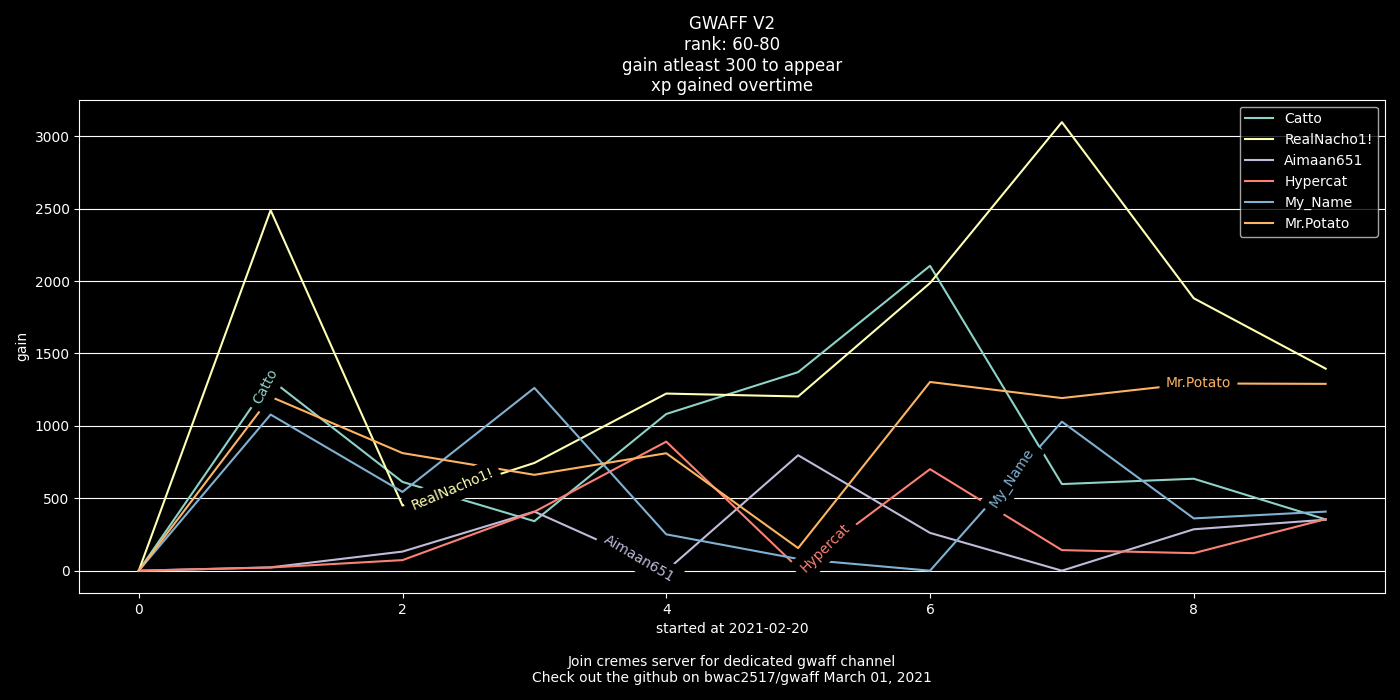 GWAFF V2
rank: 60-80
gain atleast 300 to appear
xp gained overtime
3000
2500
2000
1500
1000
500
0
gain
Catto
RealNacho1!
Aimaan651
Hypercat
My_Name
Mr.Potato
Catto
RealNacho1!
Aimaan651
Hypercat
My_Name
Mr.Potato
0 2 4 6 8
started at 2021-02-20
Join cremes server for dedicated gwaff channel
Check out the github on bwac2517/gwaff March 01, 2021